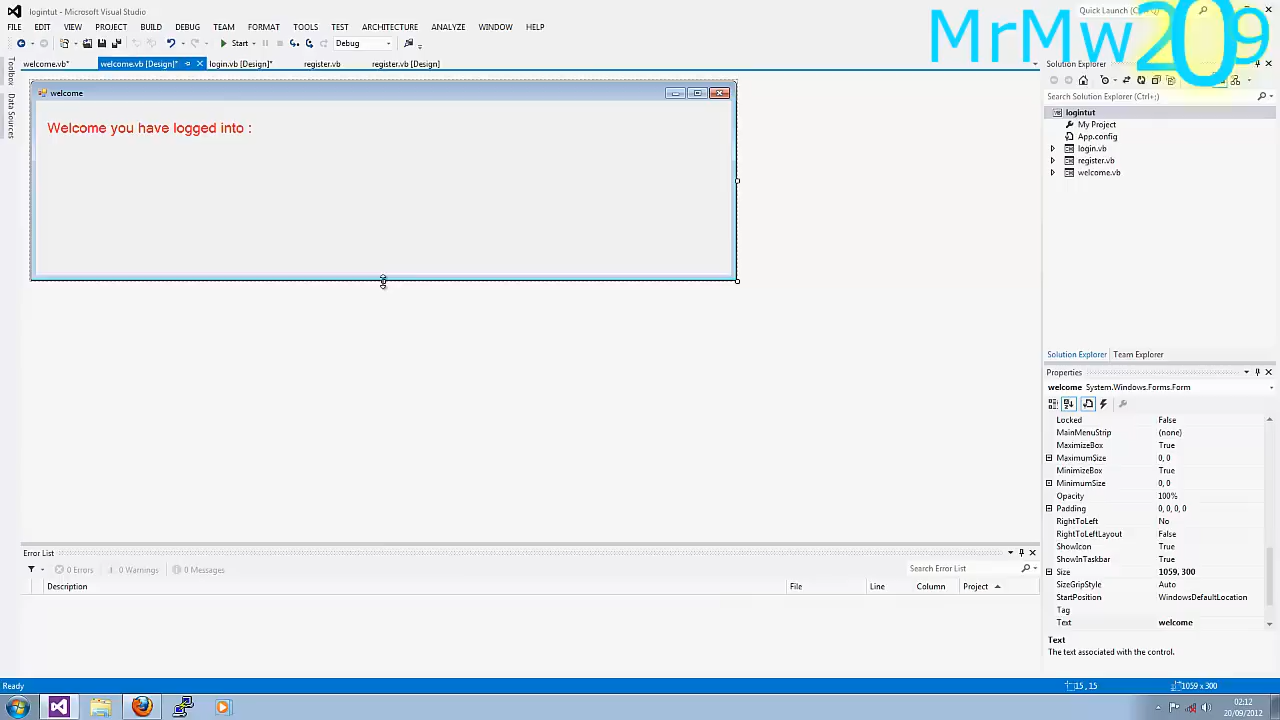 logintut - Microsoft Visual Studio
Quick Launch (Ctrl+Q)
MrMw209
FILE EDIT VIEW PROJECT BUILD DEBUG TEAM FORMAT TOOLS TEST ARCHITECTURE ANALYZE WINDOW HELP
Start Debug
welcome.vb* welcome.vb [Design]* login.vb [Design]* register.vb register.vb [Design]
Toolbox
Data Sources
welcome
Welcome you have logged into :
Solution Explorer
Search Solution Explorer (Ctrl+;)
logintut
My Project
App.config
login.vb
register.vb
welcome.vb
Solution Explorer Team Explorer
Properties
welcome System.Windows.Forms.Form
Locked False
MainMenuStrip (none)
MaximizeBox True
MaximumSize 0, 0
MinimizeBox True
MinimumSize 0, 0
Opacity 100%
Padding 0, 0, 0, 0
RightToLeft No
RightToLeftLayout False
ShowIcon True
ShowInTaskbar True
Size 1059, 300
SizeGripStyle Auto
StartPosition WindowsDefaultLocation
Tag
Text welcome
Text
The text associated with the control.
Error List
0 Errors 0 Warnings 0 Messages
Search Error List
Description File Line Column Project
Ready
15 , 15
1059 x 300
02:12
20/09/2012